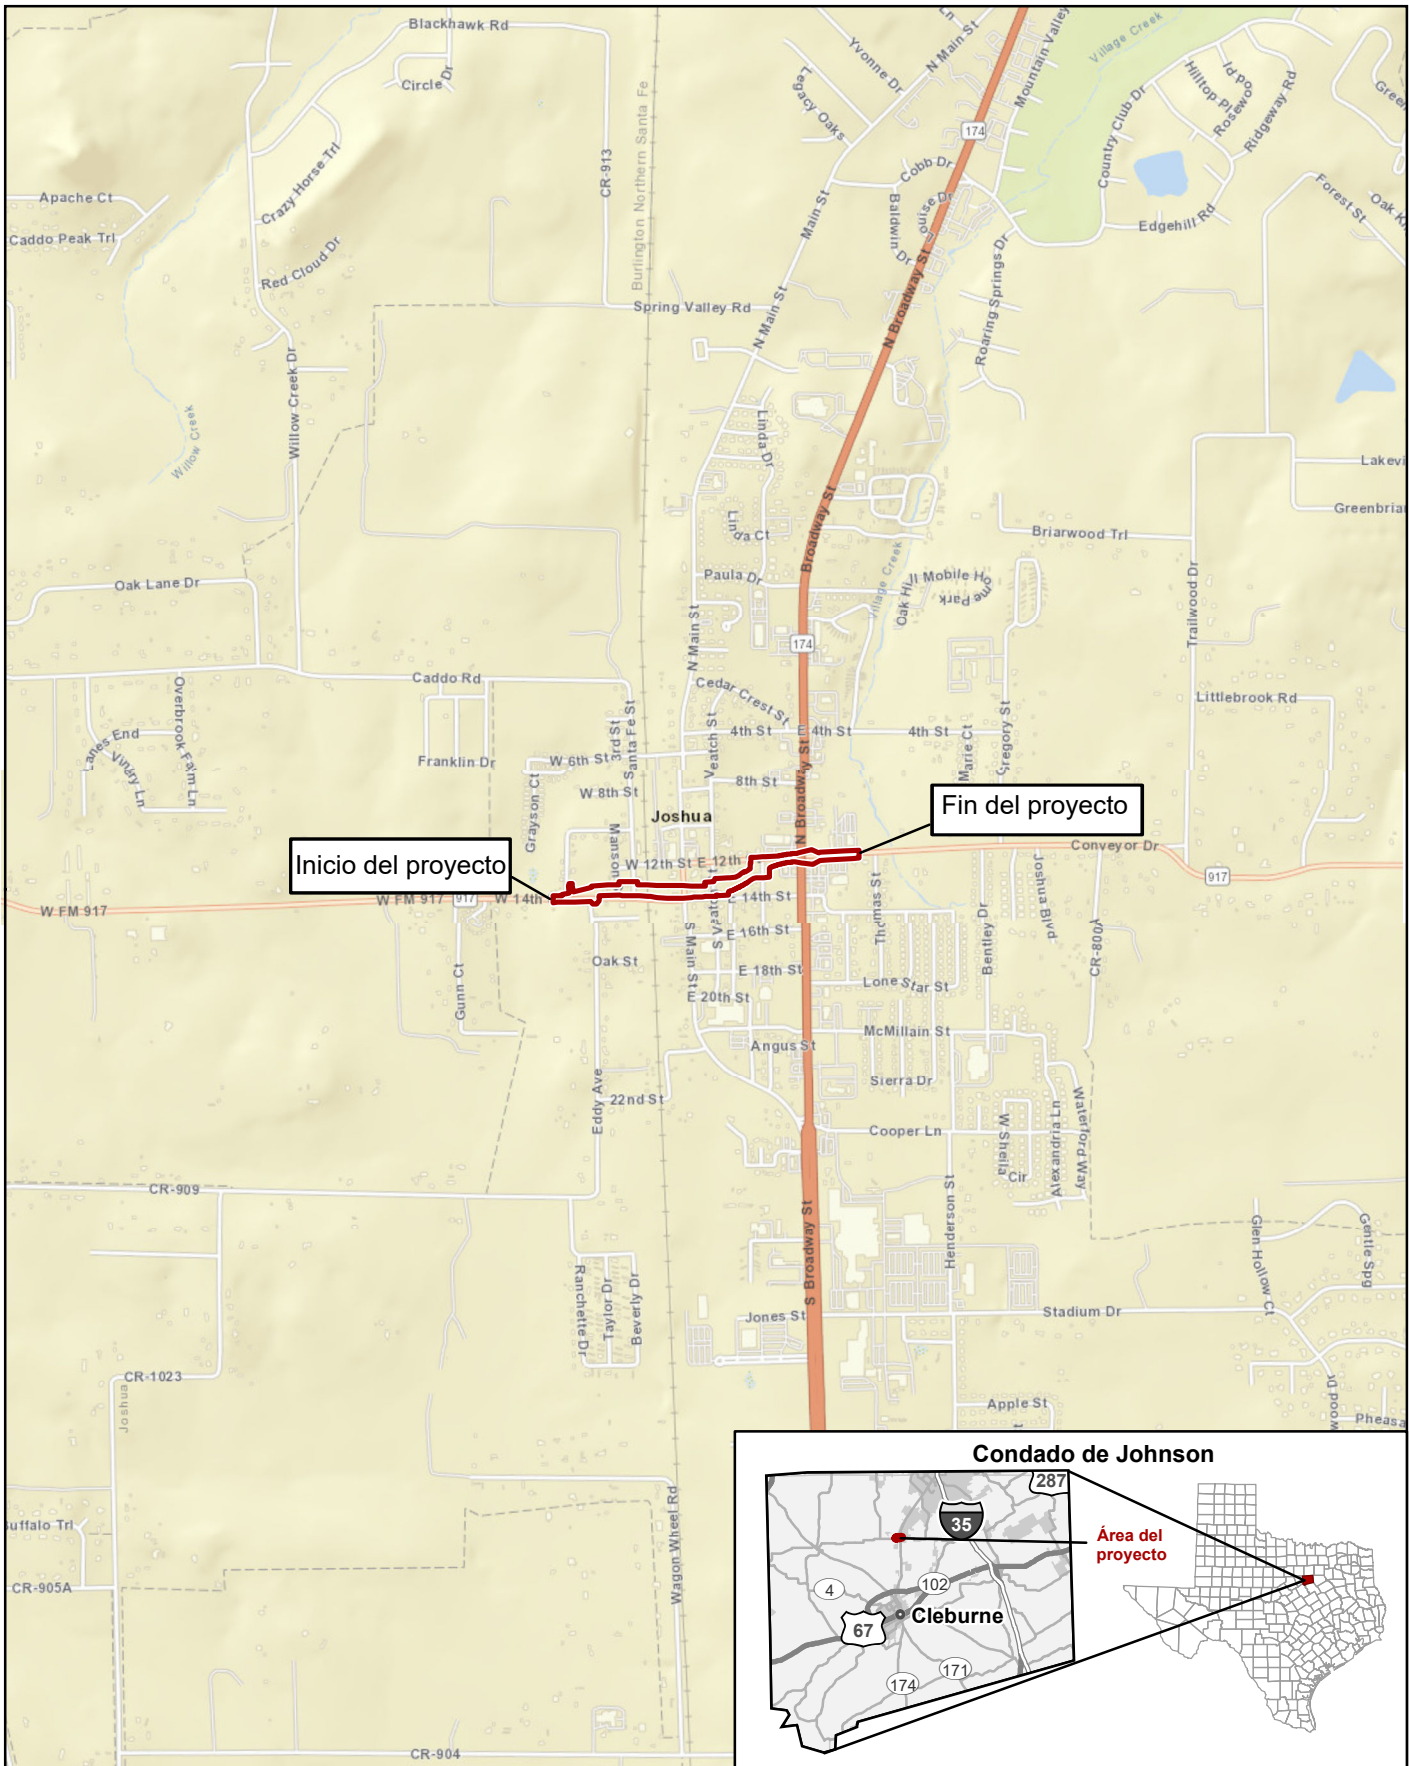 Blackhawk Rd
Circle Dr
CR-913
Burlington Northern Santa Fe
Yvonne Dr
Legacy Oaks
Ln
N Main St
Mountain Valley
Village Creek
174
Hilltop Pl
Rosewood Pl
Ridgeway Rd
Country Club Dr
Green
Apache Ct
Crazy Horse Trl
Caddo Peak Trl
Red Cloud Dr
Cobb Dr
Louise Dr
Baldwin Dr
Main St
Edgehill Rd
Forest St
Oak
Roaring Springs Dr
Spring Valley Rd
N Main St
N Broadway St
Willow Creek Dr
Willow Creek
Linda Dr
Linda Ct
Broadway St
Lakevi
Greenbria
Briarwood Trl
Oak Lane Dr
Paula Dr
Village Creek
Oak Hill Mobile Home Park
Trailwood Dr
N Main St
174
Caddo Rd
Cedar Crest St
Littlebrook Rd
Overbrook Farm Ln
Lanes End
Vinary Ln
Franklin Dr
3rd St
Santa Fe St
W 6th St
W 8th St
Veatch St
4th St
E 4th St
4th St
8th St
Marie Ct
Gregory St
Grayson Ct
N Broadway St
Joshua
Fin del proyecto
Inicio del proyecto
W 12th St
E 12th
Conveyor Dr
917
W FM 917
W FM 917
917
W 14th
E 14th St
Thomas St
Joshua Blvd
Bentley Dr
CR-800A
S Main St
E 16th St
Oak St
E 18th St
Gunn Ct
E 20th St
Lone Star St
McMillain St
Angus St
Sierra Dr
Eddy Ave
22nd St
Cooper Ln
W Sheila
Cir
Alexandria Ln
Waterford Way
CR-909
Henderson St
S Broadway St
Glen Hollow Ct
Gentle Spg
Ranchette Dr
Taylor Dr
Beverly Dr
Jones St
Stadium Dr
CR-1023
Joshua
Apple St
wood Dr
Pheasa
Wagon Wheel Rd
Buffalo Trl
CR-905A
CR-904
Condado de Johnson
287
35
Área del
proyecto
4
102
Cleburne
67
171
174